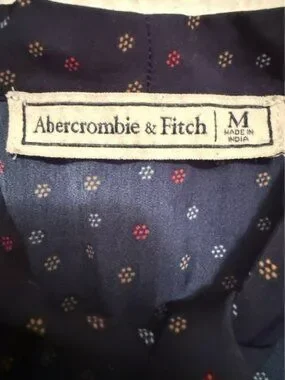 Abercrombie & Fitch M
MADE IN
INDIA